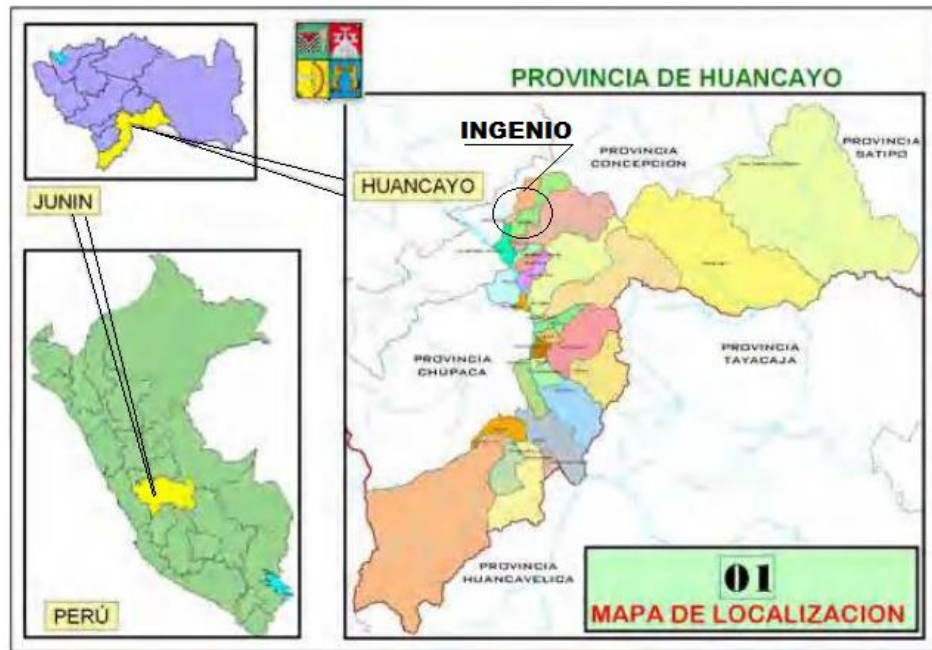 PROVINCIA DE HUANCAYO
INGENIO
PROVINCIA
CONCEPCION
PROVINCIA
SATIPO
HUANCAYO
JUNIN
PROVINCIA
CHUPACA
PROVINCIA
TAYACAJA
PROVINCIA
HUANCAVELICA
PERÚ
01
MAPA DE LOCALIZACION